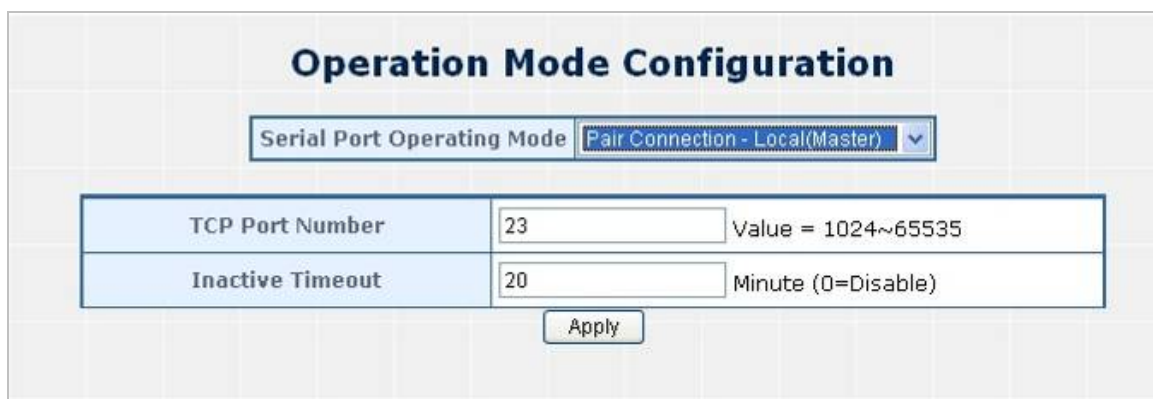 Operation Mode Configuration
Serial Port Operating Mode Pair Connection - Local(Master)
TCP Port Number 23 Value = 1024~65535
Inactive Timeout 20 Minute (0=Disable)
Apply